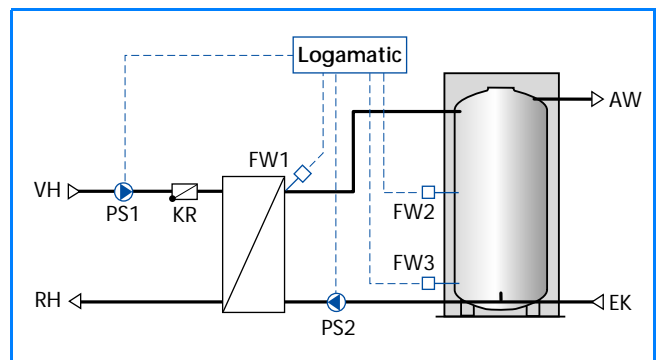 Logamatic
AW
FW1
VH
PS1
KR
FW2
FW3
RH
PS2
EK